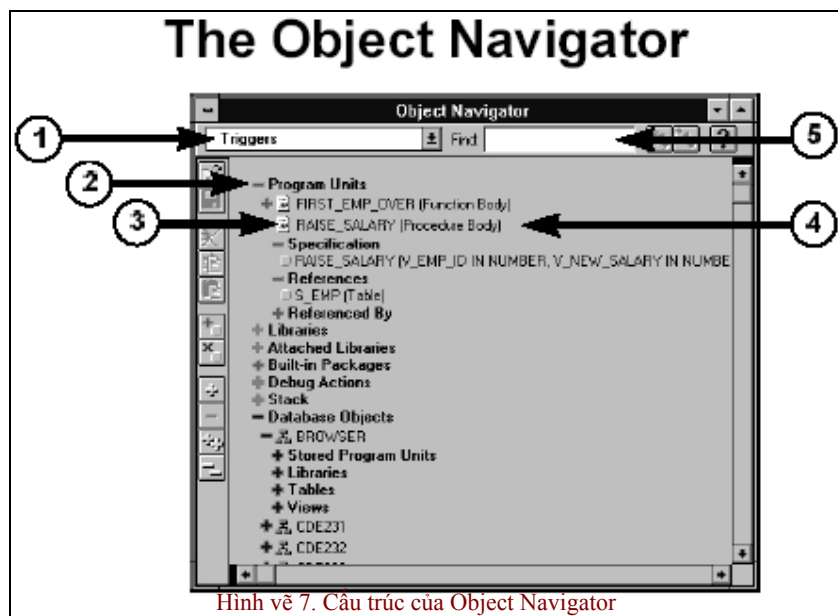 The Object Navigator
Object Navigator
1
Triggers
Find:
?
5
2
Program Units
FIRST_EMP_OVER (Function Body)
3
RAISE_SALARY (Procedure Body)
4
Specification
RAISE_SALARY (V_EMP_ID IN NUMBER, V_NEW_SALARY IN NUMBE
References
S_EMP (Table)
Referenced By
Libraries
Attached Libraries
Built-in Packages
Debug Actions
Stack
Database Objects
BROWSER
Stored Program Units
Libraries
Tables
Views
CDE231
CDE232
Hình vẽ 7. Cấu trúc của Object Navigator